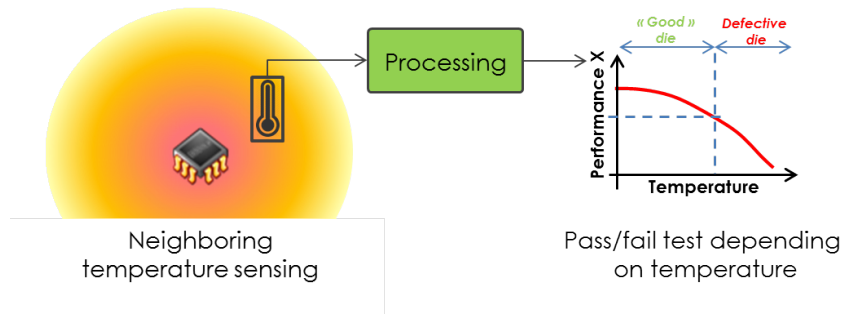 « Good »
die
Defective
die
Processing
Performance X
Temperature
Neighboring
temperature sensing
Pass/fail test depending
on temperature